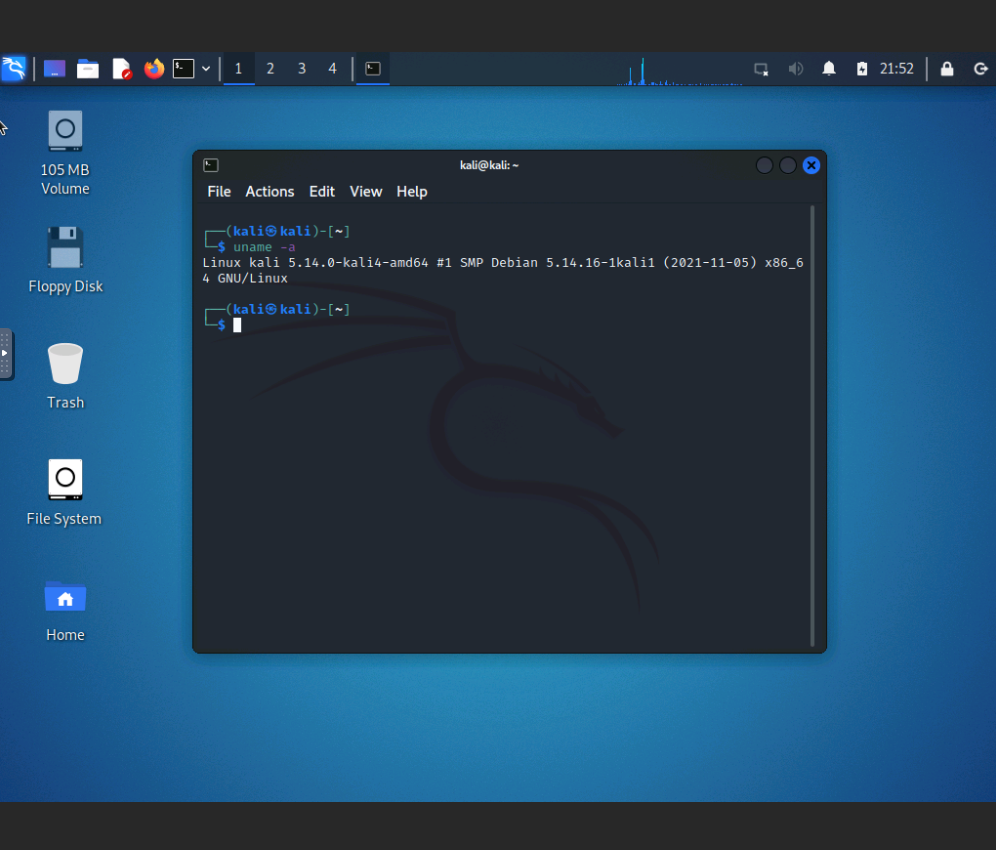 1 2 3 4 21:52
105 MB
Volume
Floppy Disk
Trash
File System
Home
kali@kali: ~
File Actions Edit View Help
┌──(kali㉿kali)-[~]
└─$ uname -a
Linux kali 5.14.0-kali4-amd64 #1 SMP Debian 5.14.16-1kali1 (2021-11-05) x86_6
4 GNU/Linux
┌──(kali㉿kali)-[~]
└─$